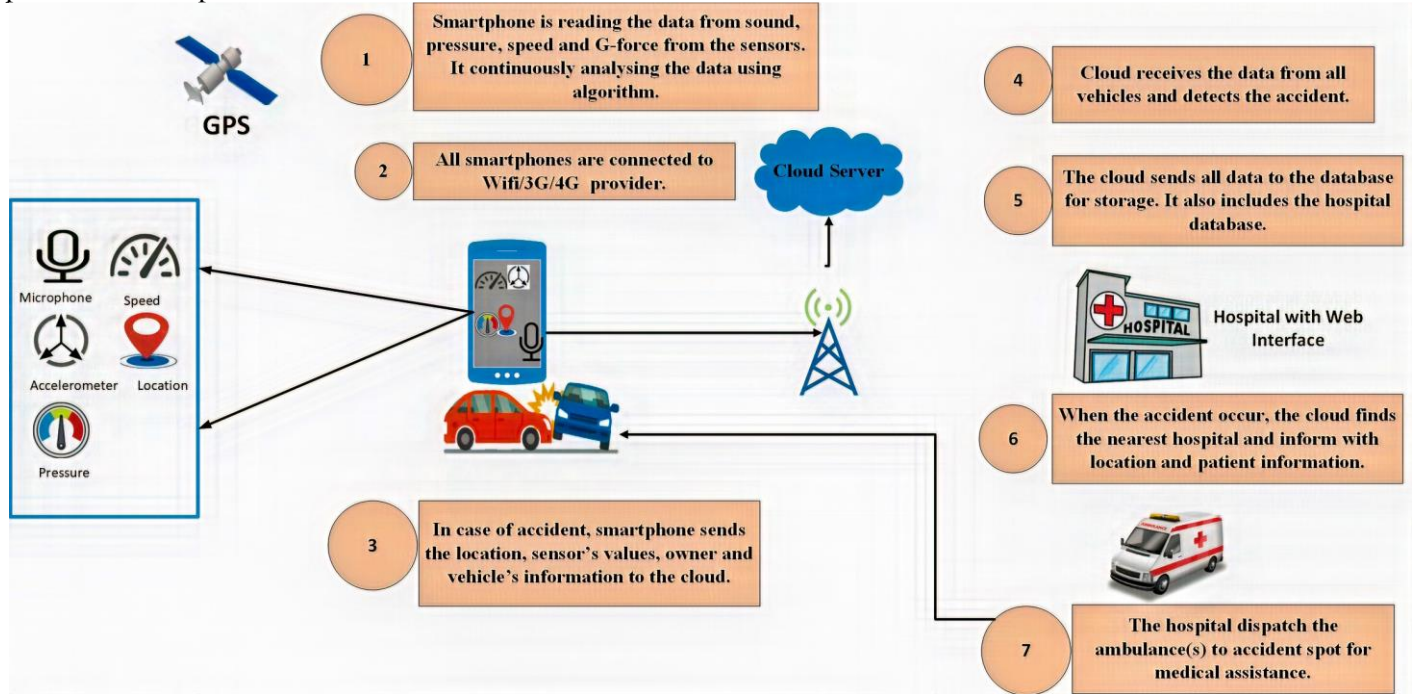 1
Smartphone is reading the data from sound,
pressure, speed and G-force from the sensors.
It continuously analysing the data using
algorithm.
GPS
2
All smartphones are connected to
Wifi/3G/4G provider.
Cloud Server
4
Cloud receives the data from all
vehicles and detects the accident.
5
The cloud sends all data to the database
for storage. It also includes the hospital
database.
Microphone
Speed
Accelerometer
Location
Pressure
HOSPITAL
Hospital with Web
Interface
3
In case of accident, smartphone sends
the location, sensor's values, owner and
vehicle's information to the cloud.
6
When the accident occur, the cloud finds
the nearest hospital and inform with
location and patient information.
AMBULANCE
7
The hospital dispatch the
ambulance(s) to accident spot for
medical assistance.